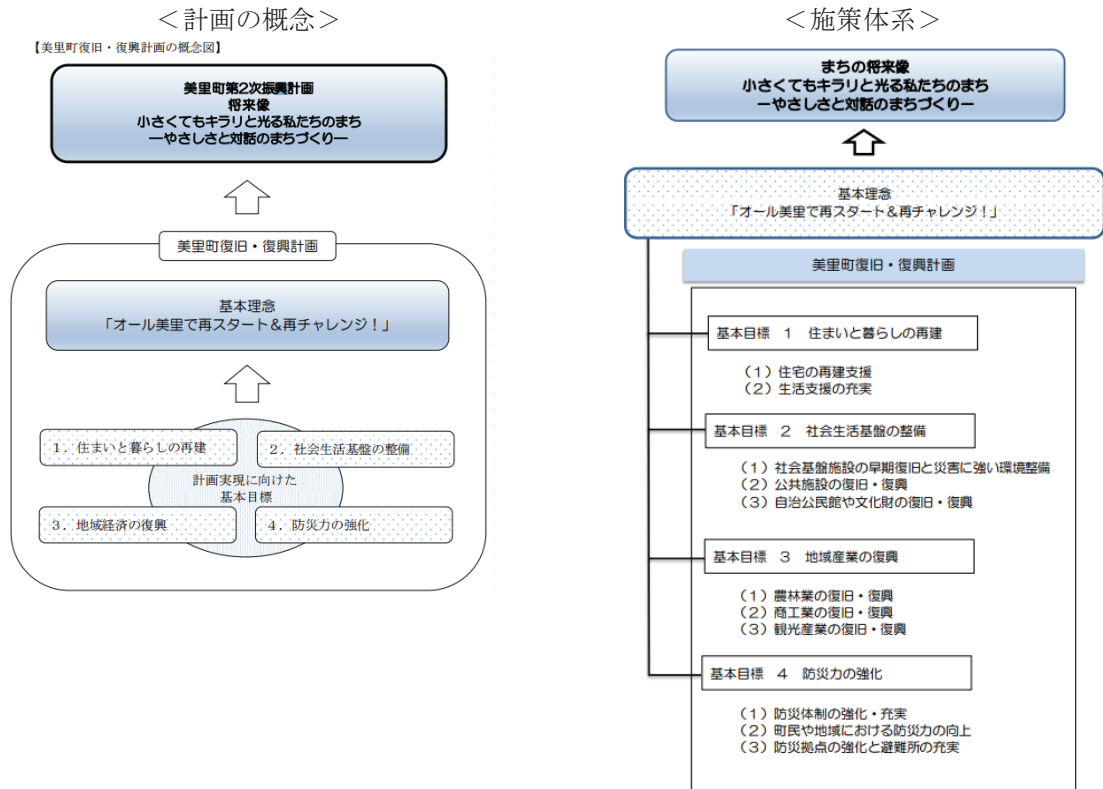 ＜計画の概念＞
【美里町復旧・復興計画の概念図】
美里町第2次振興計画
将来像
小さくてもキラリと光る私たちのまち
―やさしさと対話のまちづくり―
美里町復旧・復興計画
基本理念
「オール美里で再スタート＆再チャレンジ！」
1．住まいと暮らしの再建
2．社会生活基盤の整備
計画実現に向けた
基本目標
3．地域経済の復興
4．防災力の強化
＜施策体系＞
まちの将来像
小さくてもキラリと光る私たちのまち
ーやさしさと対話のまちづくりー
基本理念
「オール美里で再スタート＆再チャレンジ！」
美里町復旧・復興計画
基本目標　1　住まいと暮らしの再建
（1）住宅の再建支援
（2）生活支援の充実
基本目標　2　社会生活基盤の整備
（1）社会基盤施設の早期復旧と災害に強い環境整備
（2）公共施設の復旧・復興
（3）自治公民館や文化財の復旧・復興
基本目標　3　地域産業の復興
（1）農林業の復旧・復興
（2）商工業の復旧・復興
（3）観光産業の復旧・復興
基本目標　4　防災力の強化
（1）防災体制の強化・充実
（2）町民や地域における防災力の向上
（3）防災拠点の強化と避難所の充実